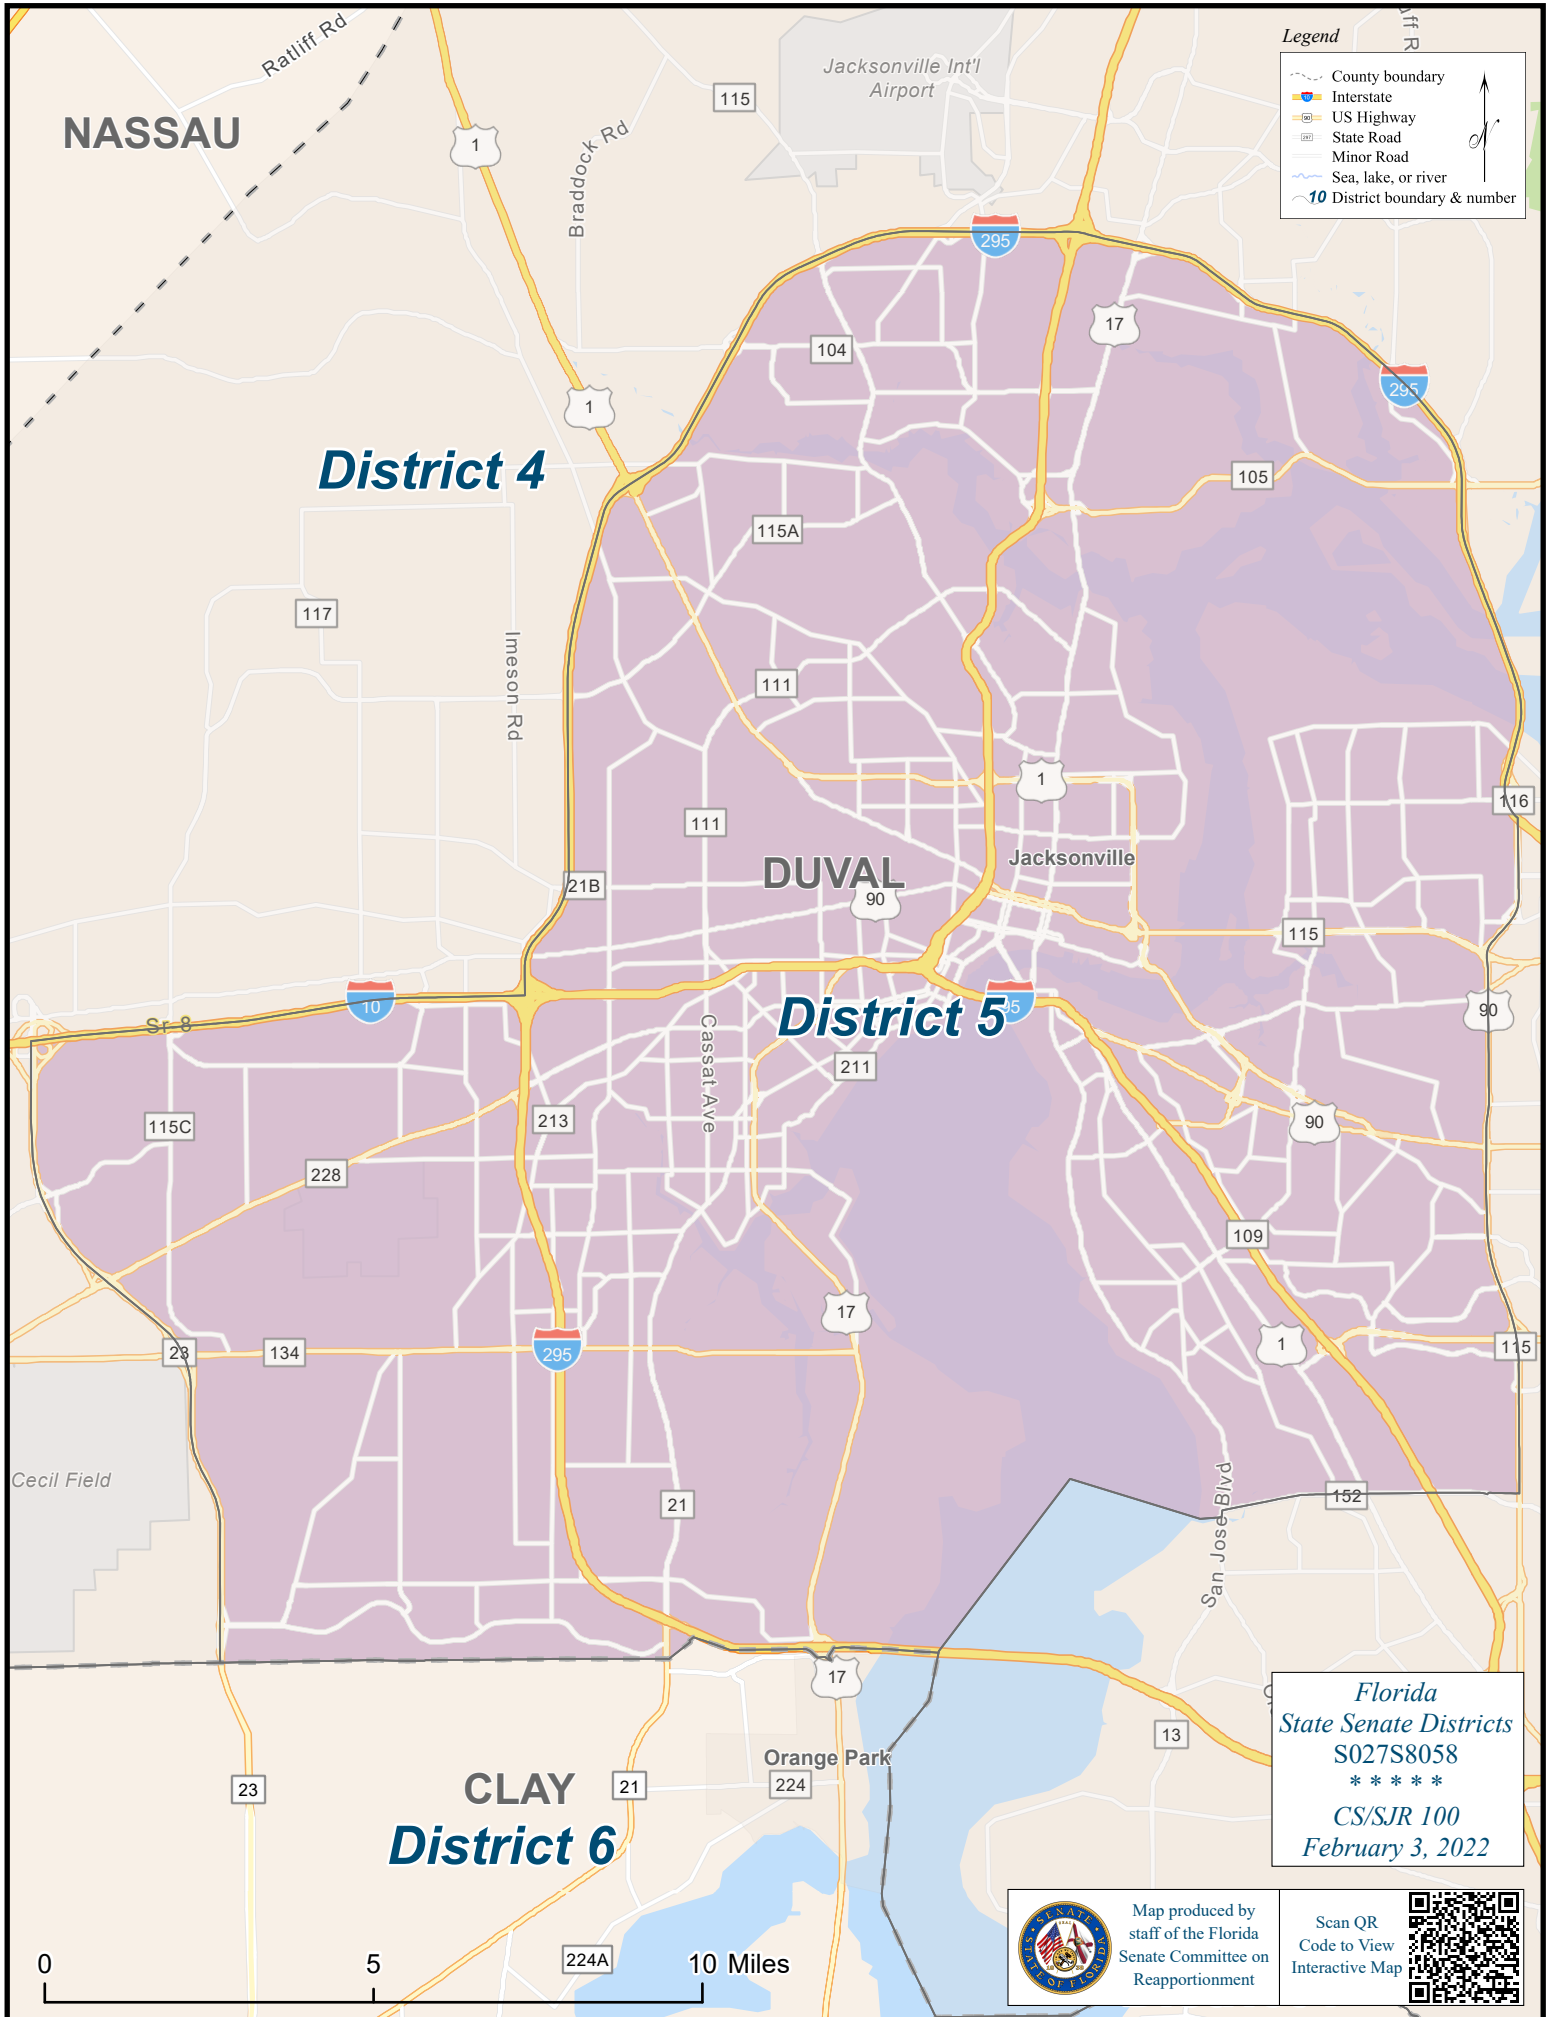 Ratliff Rd
NASSAU
1
115
Braddock Rd
Jacksonville Int'l
Airport
Legend
County boundary
Interstate
US Highway
State Road
Minor Road
Sea, lake, or river
10 District boundary & number
N
295
17
104
1
295
District 4
105
115A
117
Imeson Rd
111
1
116
111
DUVAL
Jacksonville
21B
90
115
10
Sr 8
District 5
95
90
Cassat Ave
211
115C
213
90
228
109
17
1
23
134
295
115
Cecil Field
21
San Jose Blvd
152
17
13
Orange Park
224
23
CLAY
21
District 6
224A
0 5 10 Miles
Florida
State Senate Districts
S027S8058
* * * * *
CS/SJR 100
February 3, 2022
SENATE
STATE OF FLORIDA
Map produced by
staff of the Florida
Senate Committee on
Reapportionment
Scan QR
Code to View
Interactive Map